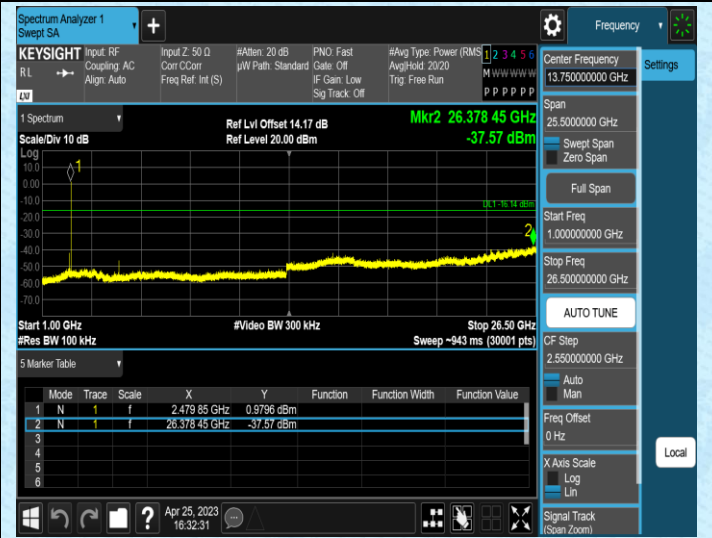 Spectrum Analyzer 1
Swept SA
Frequency
KEYSIGHT
RL
LXI
Input: RF
Coupling: AC
Align: Auto
Input Z: 50 Ω
Corr CCorr
Freq Ref: Int (S)
#Atten: 20 dB
µW Path: Standard
PNO: Fast
Gate: Off
IF Gain: Low
Sig Track: Off
#Avg Type: Power (RMS
Avg|Hold: 20/20
Trig: Free Run
1 2 3 4 5 6
M W W W W W
P P P P P P
1 Spectrum
Scale/Div 10 dB
Ref Lvl Offset 14.17 dB
Ref Level 20.00 dBm
Mkr2 26.378 45 GHz
-37.57 dBm
Log
10.0
0.00
-10.0
-20.0
-30.0
-40.0
-50.0
-60.0
-70.0
1
DL1 -16.14 dBm
2
Start 1.00 GHz
#Res BW 100 kHz
#Video BW 300 kHz
Stop 26.50 GHz
Sweep ~943 ms (30001 pts)
5 Marker Table
Mode Trace Scale X Y Function Function Width Function Value
1 N 1 f 2.479 85 GHz 0.9796 dBm
2 N 1 f 26.378 45 GHz -37.57 dBm
3
4
5
6
Apr 25, 2023
16:32:31
Center Frequency
13.750000000 GHz
Settings
Span
25.5000000 GHz
Swept Span
Zero Span
Full Span
Start Freq
1.000000000 GHz
Stop Freq
26.500000000 GHz
AUTO TUNE
CF Step
2.550000000 GHz
Auto
Man
Freq Offset
0 Hz
X Axis Scale
Log
Lin
Local
Signal Track
(Span Zoom)